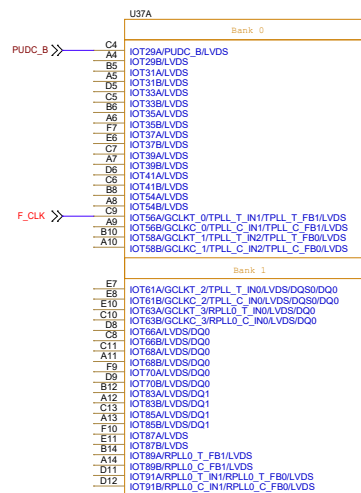 U37A
Bank 0
PUDC_B C4 IOT29A/PUDC_B/LVDS
A4 IOT29B/LVDS
B5 IOT31A/LVDS
A5 IOT31B/LVDS
D5 IOT33A/LVDS
C5 IOT33B/LVDS
B6 IOT35A/LVDS
A6 IOT35B/LVDS
F7 IOT37A/LVDS
E6 IOT37B/LVDS
C7 IOT39A/LVDS
A7 IOT39B/LVDS
D6 IOT41A/LVDS
C6 IOT41B/LVDS
B8 IOT54A/LVDS
A8 IOT54B/LVDS
F_CLK C9 IOT56A/GCLKT_0/TPLL_T_IN1/TPLL_T_FB1/LVDS
A9 IOT56B/GCLKC_0/TPLL_C_IN1/TPLL_C_FB1/LVDS
B10 IOT58A/GCLKT_1/TPLL_T_IN2/TPLL_T_FB0/LVDS
A10 IOT58B/GCLKC_1/TPLL_C_IN2/TPLL_C_FB0/LVDS
Bank 1
E7 IOT61A/GCLKT_2/TPLL_T_IN0/LVDS/DQS0/DQ0
E8 IOT61B/GCLKC_2/TPLL_C_IN0/LVDS/DQS0/DQ0
E10 IOT63A/GCLKT_3/RPLL0_T_IN0/LVDS/DQ0
C10 IOT63B/GCLKC_3/RPLL0_C_IN0/LVDS/DQ0
D8 IOT66A/LVDS/DQ0
C8 IOT66B/LVDS/DQ0
C11 IOT68A/LVDS/DQ0
A11 IOT68B/LVDS/DQ0
F9 IOT70A/LVDS/DQ0
D9 IOT70B/LVDS/DQ0
B12 IOT83A/LVDS/DQ1
A12 IOT83B/LVDS/DQ1
C13 IOT85A/LVDS/DQ1
A13 IOT85B/LVDS/DQ1
F10 IOT87A/LVDS
E11 IOT87B/LVDS
B14 IOT89A/RPLL0_T_FB1/LVDS
A14 IOT89B/RPLL0_C_FB1/LVDS
D11 IOT91A/RPLL0_T_IN1/RPLL0_T_FB0/LVDS
D12 IOT91B/RPLL0_C_IN1/RPLL0_C_FB0/LVDS